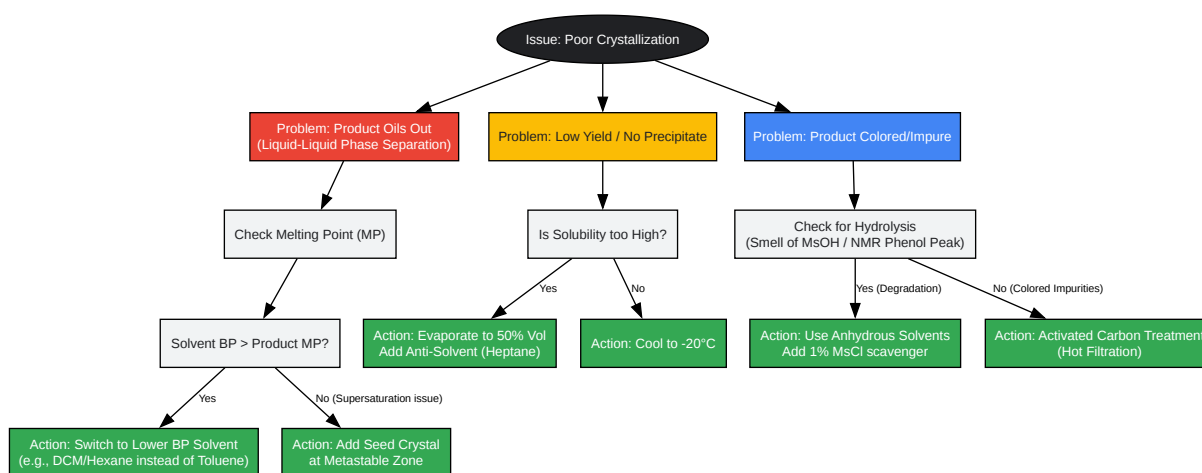 Issue: Poor Crystallization
Problem: Product Oils Out
(Liquid-Liquid Phase Separation)
Problem: Low Yield / No Precipitate
Problem: Product Colored/Impure
Check Melting Point (MP)
Is Solubility too High?
Check for Hydrolysis
(Smell of MsOH / NMR Phenol Peak)
Yes
No
Yes (Degradation)
No (Colored Impurities)
Solvent BP > Product MP?
Action: Evaporate to 50% Vol
Add Anti-Solvent (Heptane)
Action: Cool to -20°C
Action: Use Anhydrous Solvents
Add 1% MsCl scavenger
Action: Activated Carbon Treatment
(Hot Filtration)
Yes
No (Supersaturation issue)
Action: Switch to Lower BP Solvent
(e.g., DCM/Hexane instead of Toluene)
Action: Add Seed Crystal
at Metastable Zone